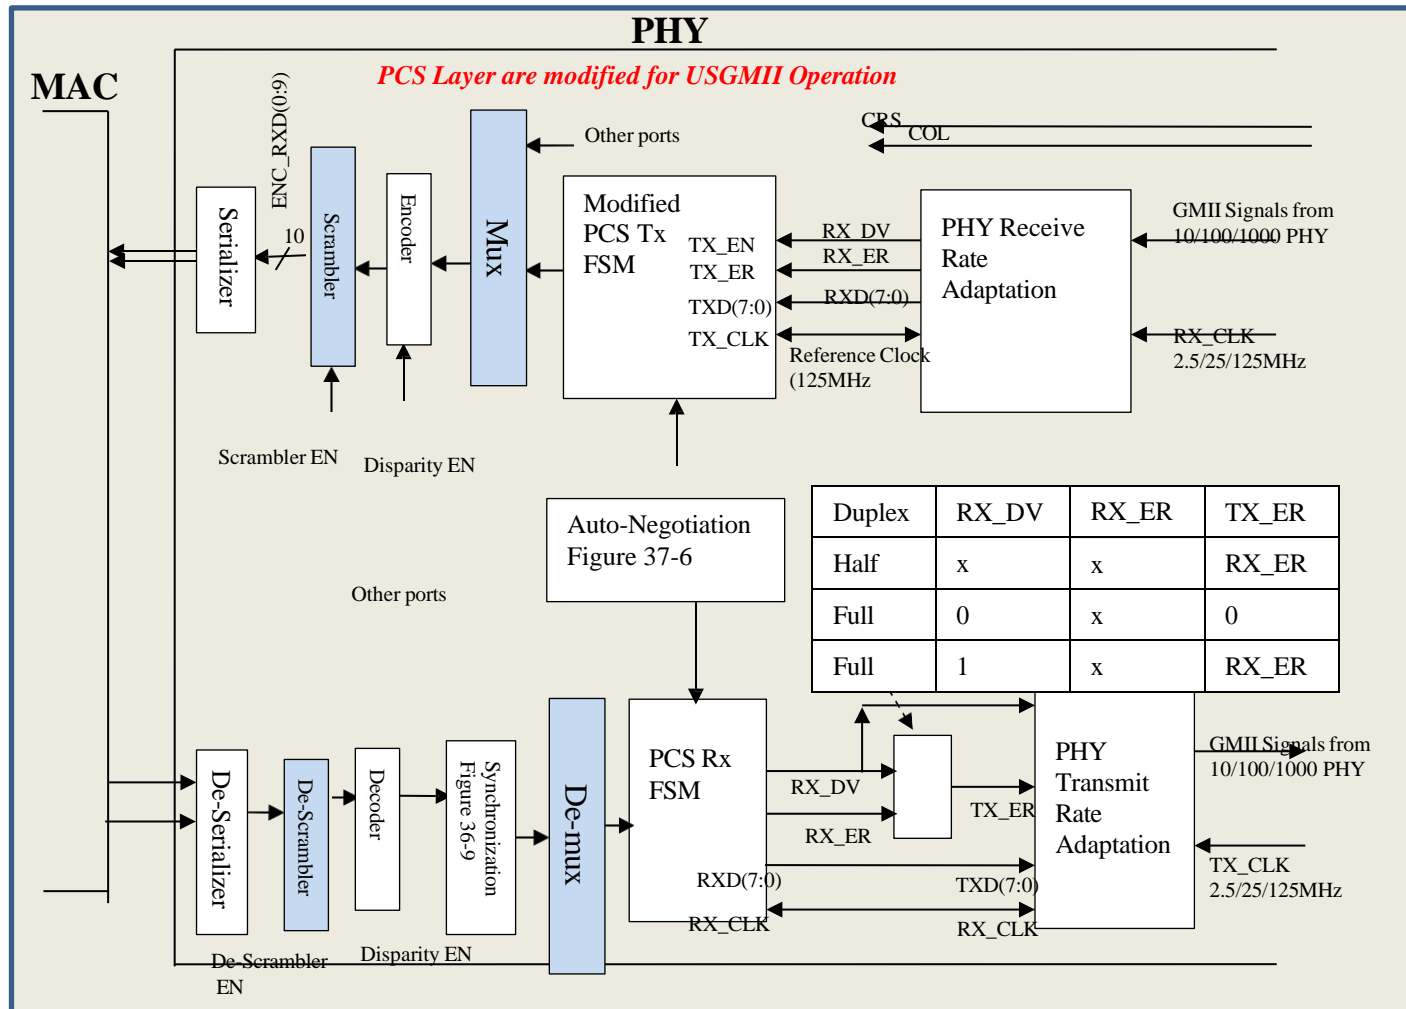 PHY
MAC
PCS Layer are modified for USGMII Operation
ENC_RXD(0:9)
10
Serializer
Scrambler
Encoder
Mux
Other ports
CRS
COL
Modified
PCS Tx
FSM
TX_EN
TX_ER
TXD(7:0)
TX_CLK
RX_DV
RX_ER
RXD(7:0)
Reference Clock
(125MHz
PHY Receive
Rate
Adaptation
GMII Signals from
10/100/1000 PHY
RX_CLK
2.5/25/125MHz
Scrambler EN
Disparity EN
Auto-Negotiation
Figure 37-6
Other ports
Duplex RX_DV RX_ER TX_ER
Half x x RX_ER
Full 0 x 0
Full 1 x RX_ER
De-Serializer
De-Scrambler
Decoder
Synchronization
Figure 36-9
De-mux
PCS Rx
FSM
RX_DV
RX_ER
RXD(7:0)
RX_CLK
TX_ER
TXD(7:0)
RX_CLK
PHY
Transmit
Rate
Adaptation
GMII Signals from
10/100/1000 PHY
TX_CLK
2.5/25/125MHz
De-Scrambler
EN
Disparity EN